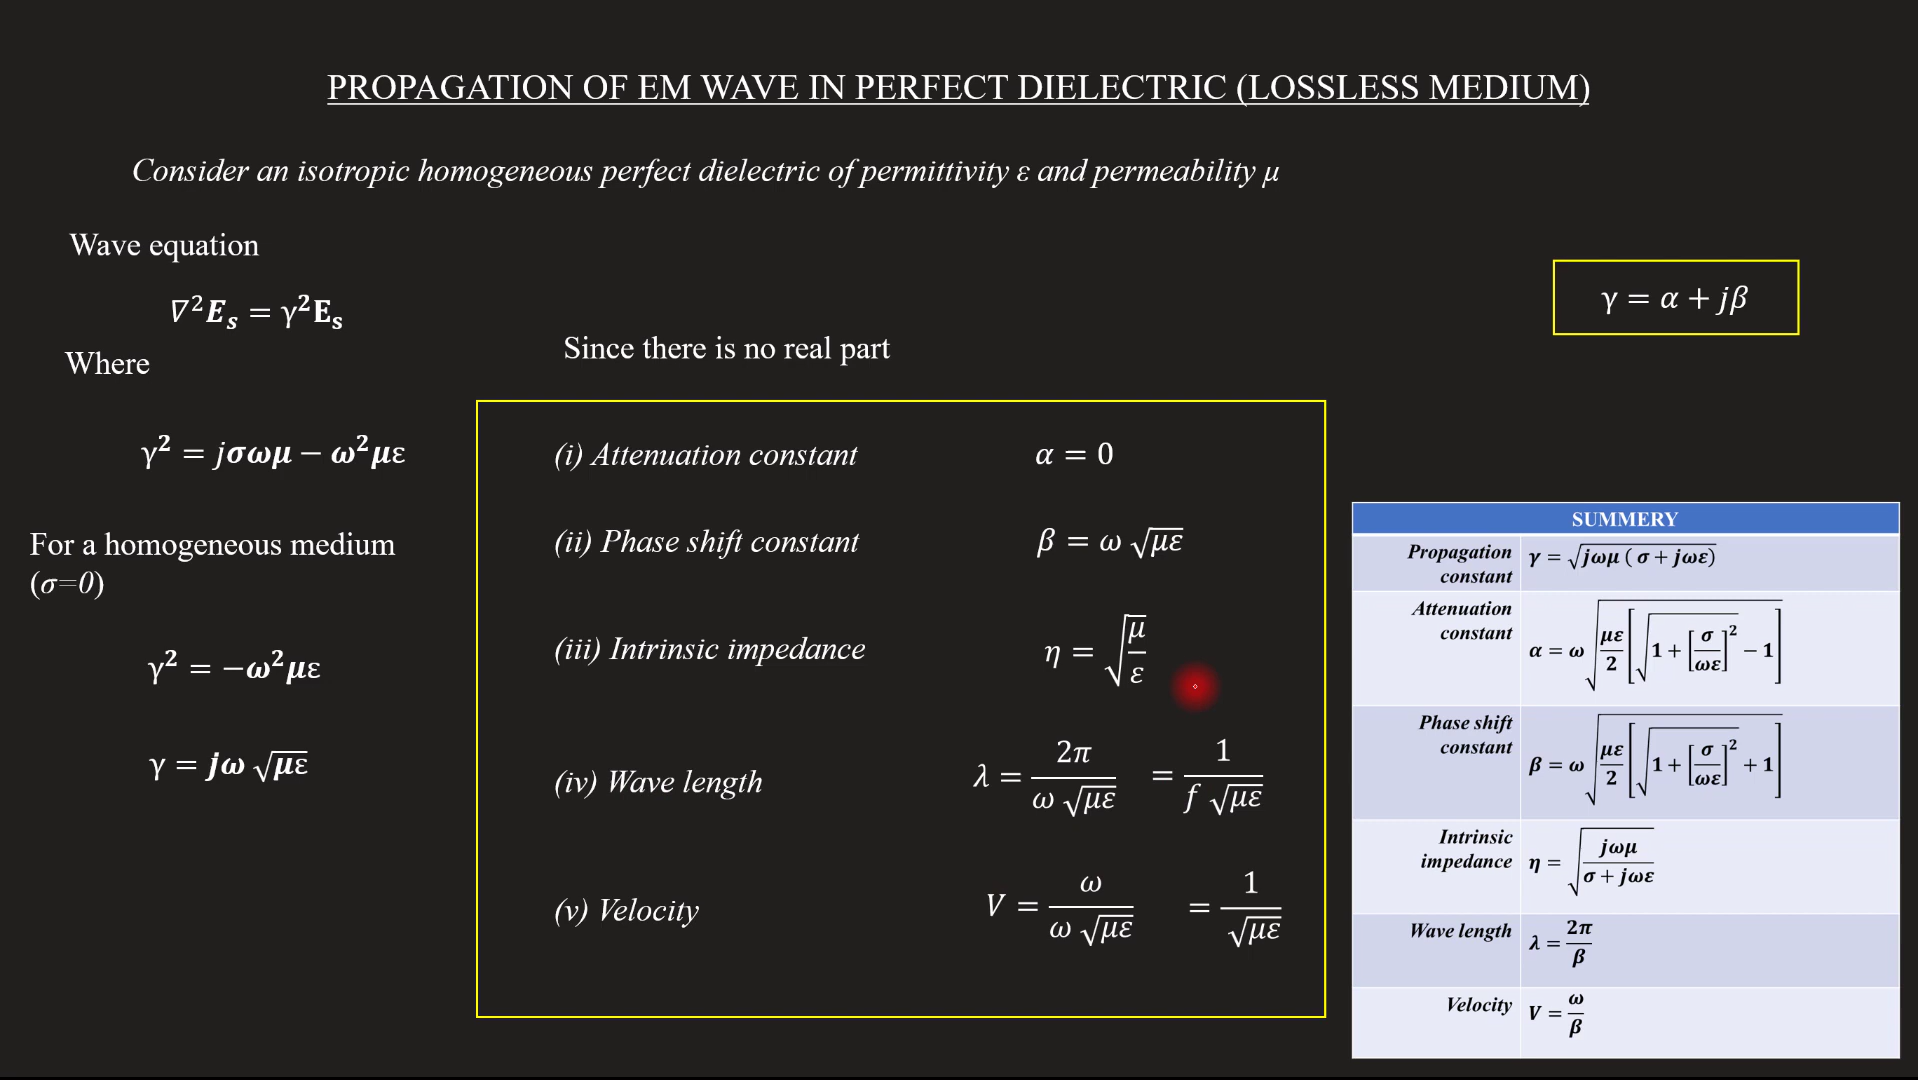 PROPAGATION OF EM WAVE IN PERFECT DIELECTRIC (LOSSLESS MEDIUM)
Consider an isotropic homogeneous perfect dielectric of permittivity ε and permeability μ
Wave equation
∇²Eₛ = γ²Eₛ
Where
γ² = jσωμ − ω²με
For a homogeneous medium
(σ=0)
γ² = −ω²με
γ = jω √με
Since there is no real part
(i) Attenuation constant α = 0
(ii) Phase shift constant β = ω √με
(iii) Intrinsic impedance η = √(μ/ε)
(iv) Wave length λ = 2π/(ω √με) = 1/(f √με)
(v) Velocity V = ω/(ω √με) = 1/√με
γ = α + jβ
SUMMERY
Propagation
constant
γ = √(jωμ ( σ + jωε))
Attenuation
constant
α = ω √(με/2 [√(1 + [σ/ωε]²) − 1])
Phase shift
constant
β = ω √(με/2 [√(1 + [σ/ωε]²) + 1])
Intrinsic
impedance
η = √(jωμ/(σ + jωε))
Wave length λ = 2π/β
Velocity V = ω/β